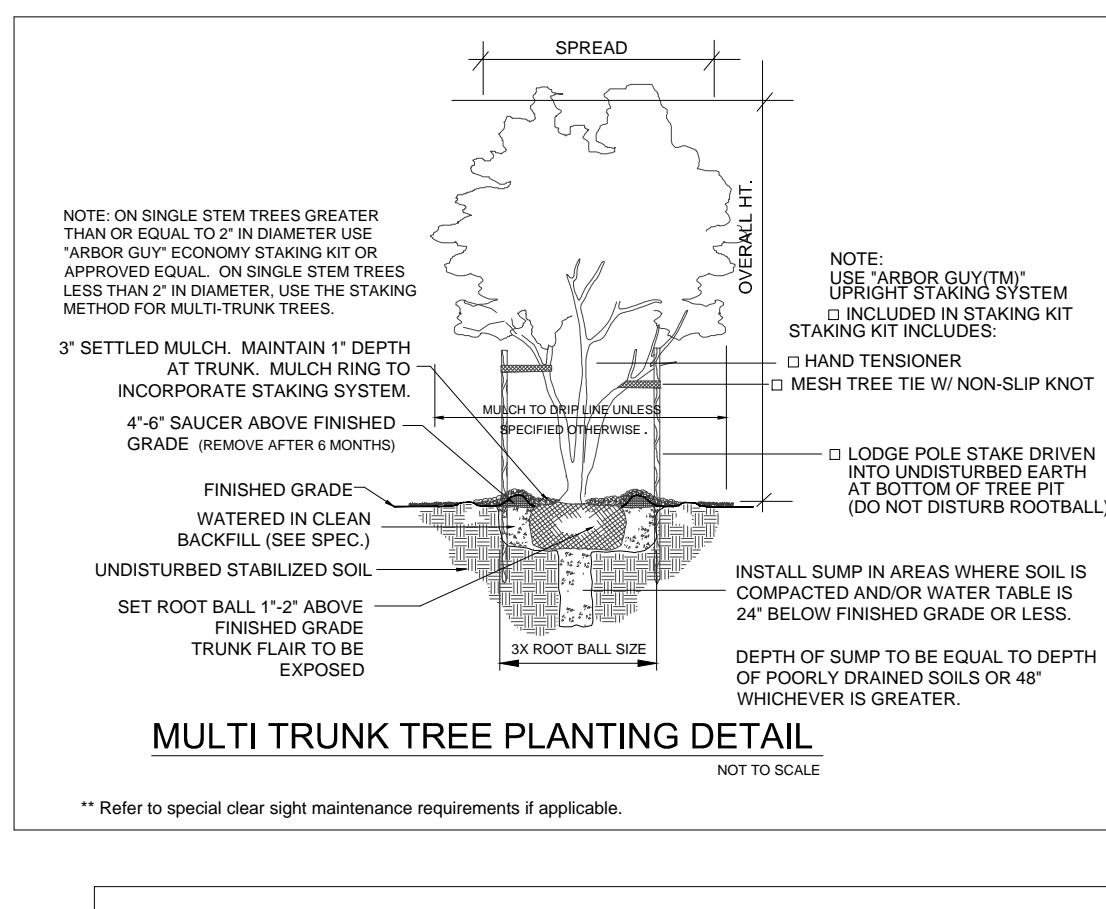 SPREAD
OVERALL HT.
NOTE: ON SINGLE STEM TREES GREATER
THAN OR EQUAL TO 2" IN DIAMETER USE
"ARBOR GUY" ECONOMY STAKING KIT OR
APPROVED EQUAL. ON SINGLE STEM TREES
LESS THAN 2" IN DIAMETER, USE THE STAKING
METHOD FOR MULTI-TRUNK TREES.
3" SETTLED MULCH. MAINTAIN 1" DEPTH
AT TRUNK. MULCH RING TO
INCORPORATE STAKING SYSTEM.
4"-6" SAUCER ABOVE FINISHED
GRADE (REMOVE AFTER 6 MONTHS)
FINISHED GRADE
WATERED IN CLEAN
BACKFILL (SEE SPEC.)
UNDISTURBED STABILIZED SOIL
SET ROOT BALL 1"-2" ABOVE
FINISHED GRADE
TRUNK FLAIR TO BE
EXPOSED
MULCH TO DRIP LINE UNLESS
SPECIFIED OTHERWISE .
3X ROOT BALL SIZE
NOTE:
USE "ARBOR GUY(TM)"
UPRIGHT STAKING SYSTEM
□ INCLUDED IN STAKING KIT
STAKING KIT INCLUDES:
□ HAND TENSIONER
□ MESH TREE TIE W/ NON-SLIP KNOT
□ LODGE POLE STAKE DRIVEN
INTO UNDISTURBED EARTH
AT BOTTOM OF TREE PIT
(DO NOT DISTURB ROOTBALL)
INSTALL SUMP IN AREAS WHERE SOIL IS
COMPACTED AND/OR WATER TABLE IS
24" BELOW FINISHED GRADE OR LESS.
DEPTH OF SUMP TO BE EQUAL TO DEPTH
OF POORLY DRAINED SOILS OR 48"
WHICHEVER IS GREATER.
MULTI TRUNK TREE PLANTING DETAIL
NOT TO SCALE
** Refer to special clear sight maintenance requirements if applicable.